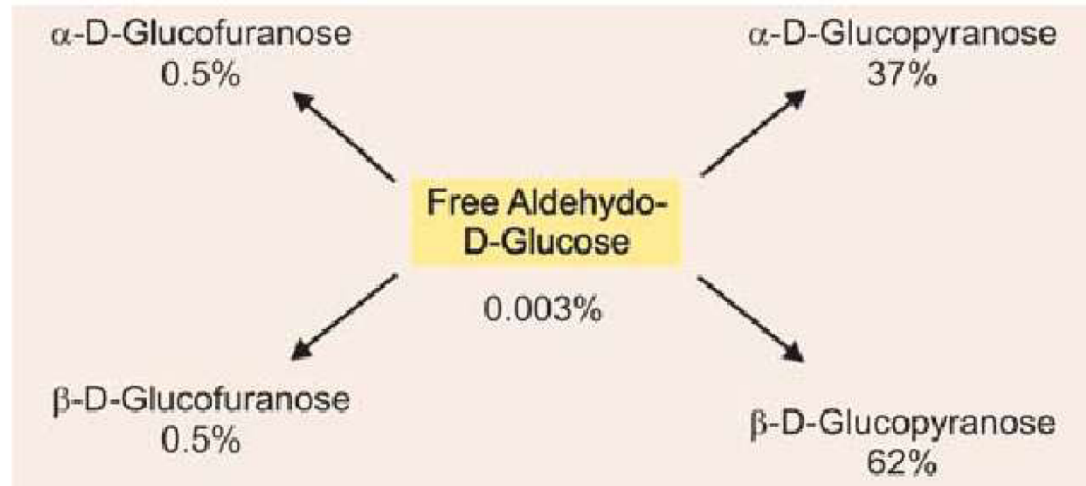 α-D-Glucofuranose
0.5%
α-D-Glucopyranose
37%
Free Aldehydo-
D-Glucose
0.003%
β-D-Glucofuranose
0.5%
β-D-Glucopyranose
62%